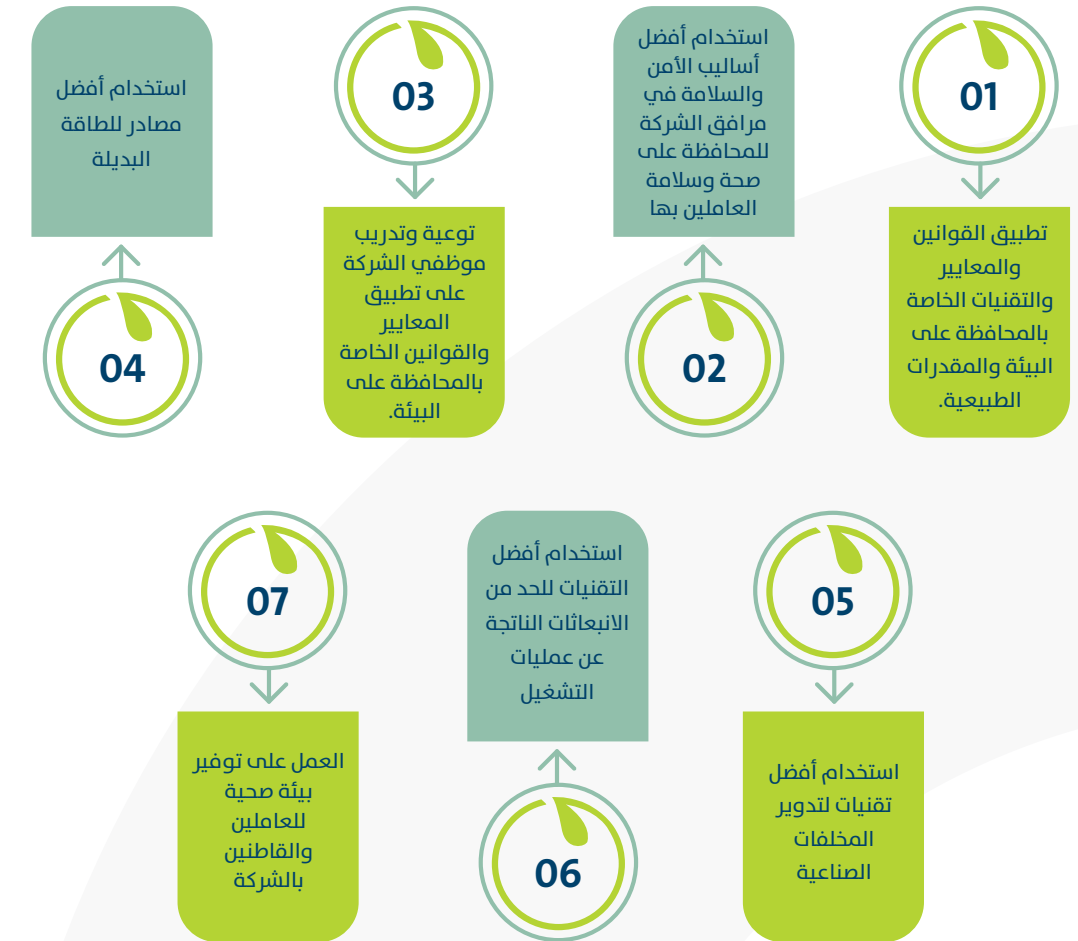 01
تطبيق القوانين
والمعايير
والتقنيات الخاصة
بالمحافظة على
البيئة والمقدرات
الطبيعية.
استخدام أفضل
أساليب الأمن
والسلامة في
مرافق الشركة
للمحافظة على
صحة وسلامة
العاملين بها
02
03
توعية وتدريب
موظفي الشركة
على تطبيق
المعايير
والقوانين الخاصة
بالمحافظة على
البيئة.
استخدام أفضل
مصادر للطاقة
البديلة
04
05
استخدام أفضل
تقنيات لتدوير
المخلفات
الصناعية
استخدام أفضل
التقنيات للحد من
الانبعاثات الناتجة
عن عمليات
التشغيل
06
07
العمل على توفير
بيئة صحية
للعاملين
والقاطنين
بالشركة